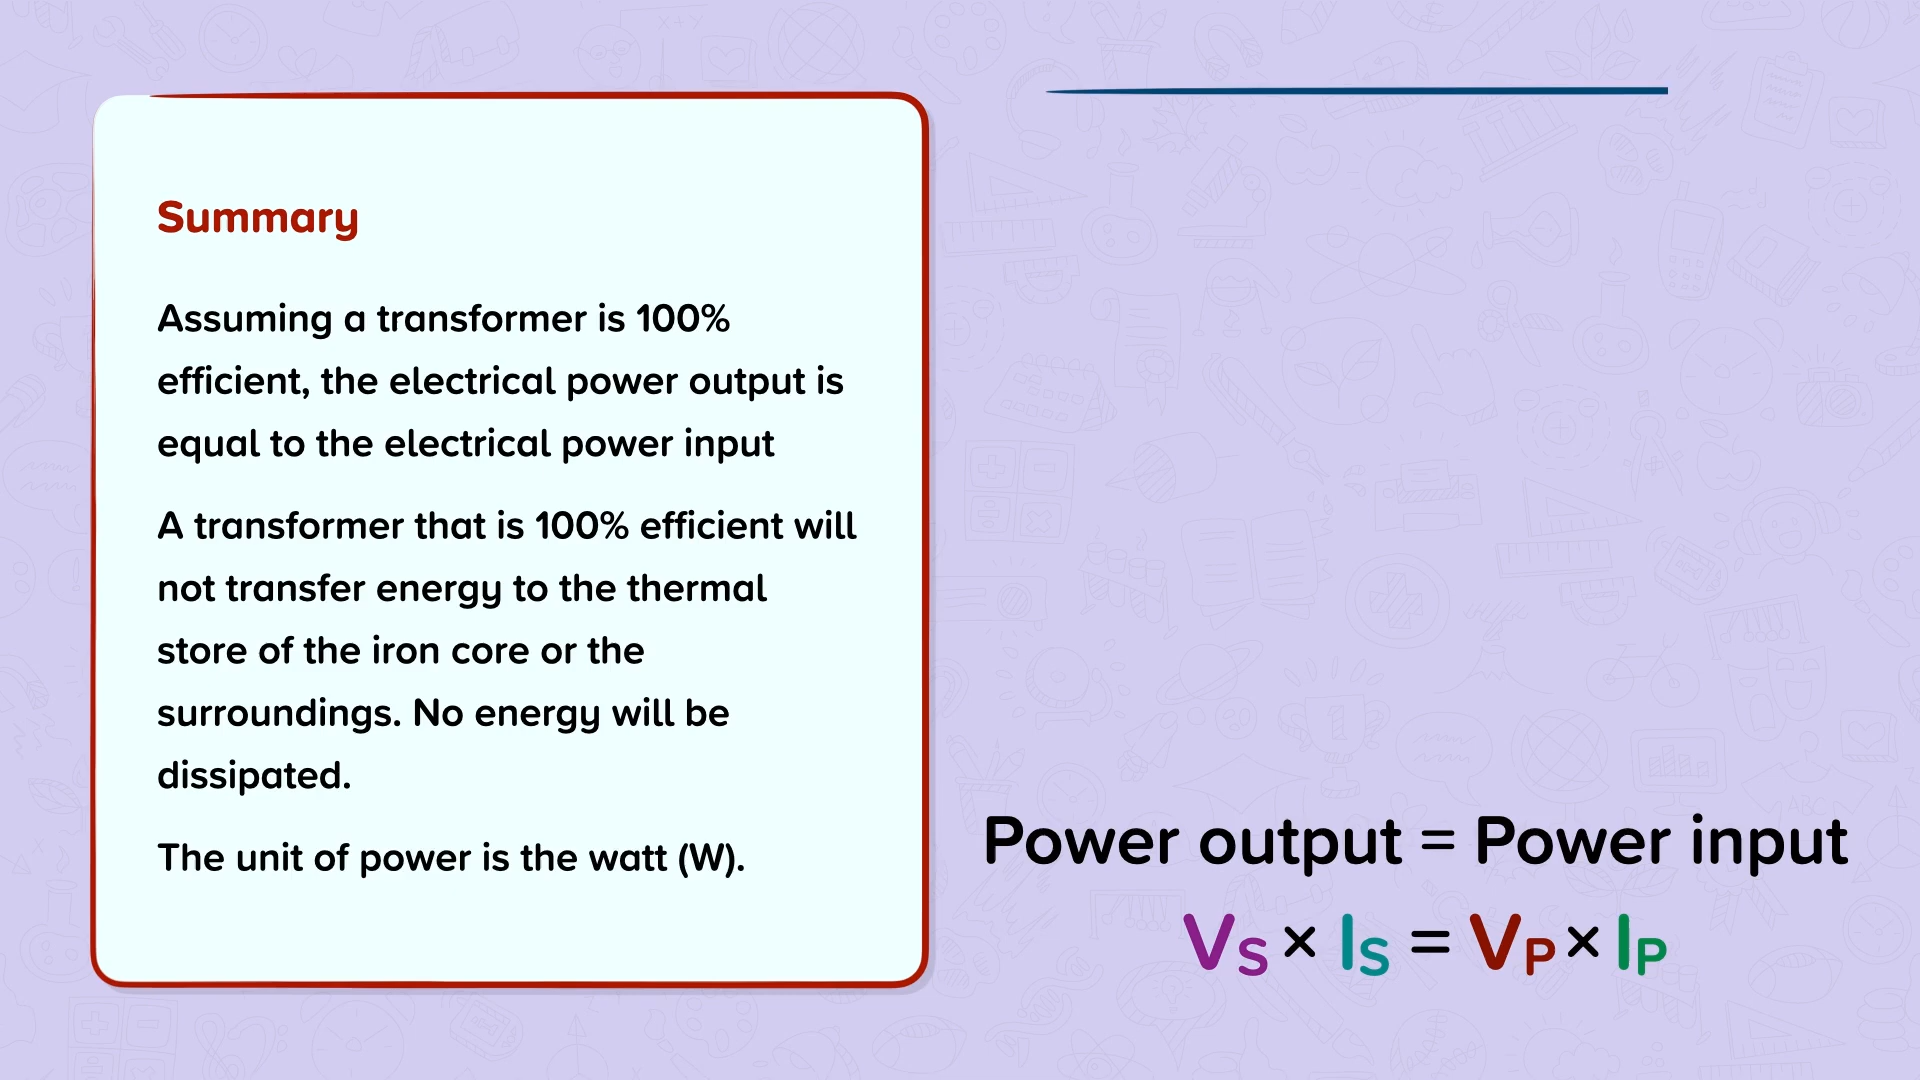 Summary
Assuming a transformer is 100%
efficient, the electrical power output is
equal to the electrical power input
A transformer that is 100% efficient will
not transfer energy to the thermal
store of the iron core or the
surroundings. No energy will be
dissipated.
The unit of power is the watt (W).
Power output = Power input
VS × IS = VP × IP